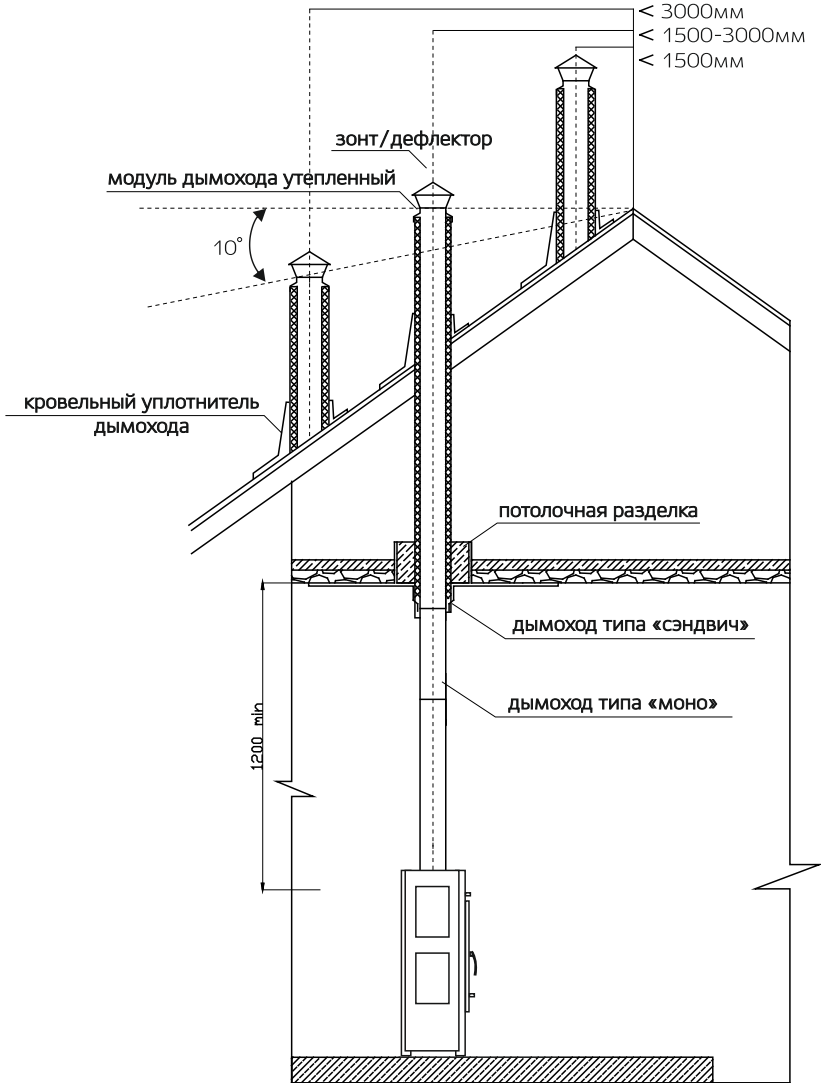 < 3000мм
< 1500-3000мм
< 1500мм
зонт/дефлектор
модуль дымохода утепленный
10°
кровельный уплотнитель
дымохода
потолочная разделка
дымоход типа «сэндвич»
дымоход типа «моно»
1200 min